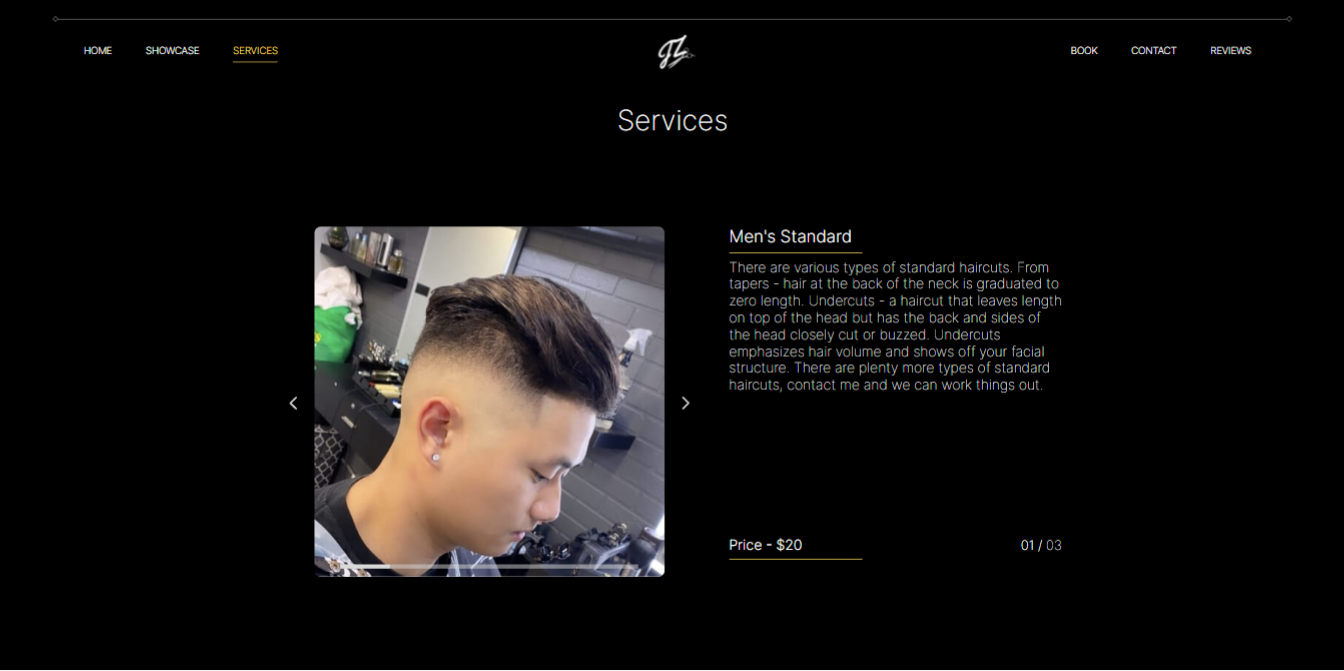 HOME SHOWCASE SERVICES
JZ
BOOK CONTACT REVIEWS
Services
Men's Standard
There are various types of standard haircuts. From
tapers - hair at the back of the neck is graduated to
zero length. Undercuts - a haircut that leaves length
on top of the head but has the back and sides of
the head closely cut or buzzed. Undercuts
emphasizes hair volume and shows off your facial
structure. There are plenty more types of standard
haircuts, contact me and we can work things out.
Price - $20
01 / 03